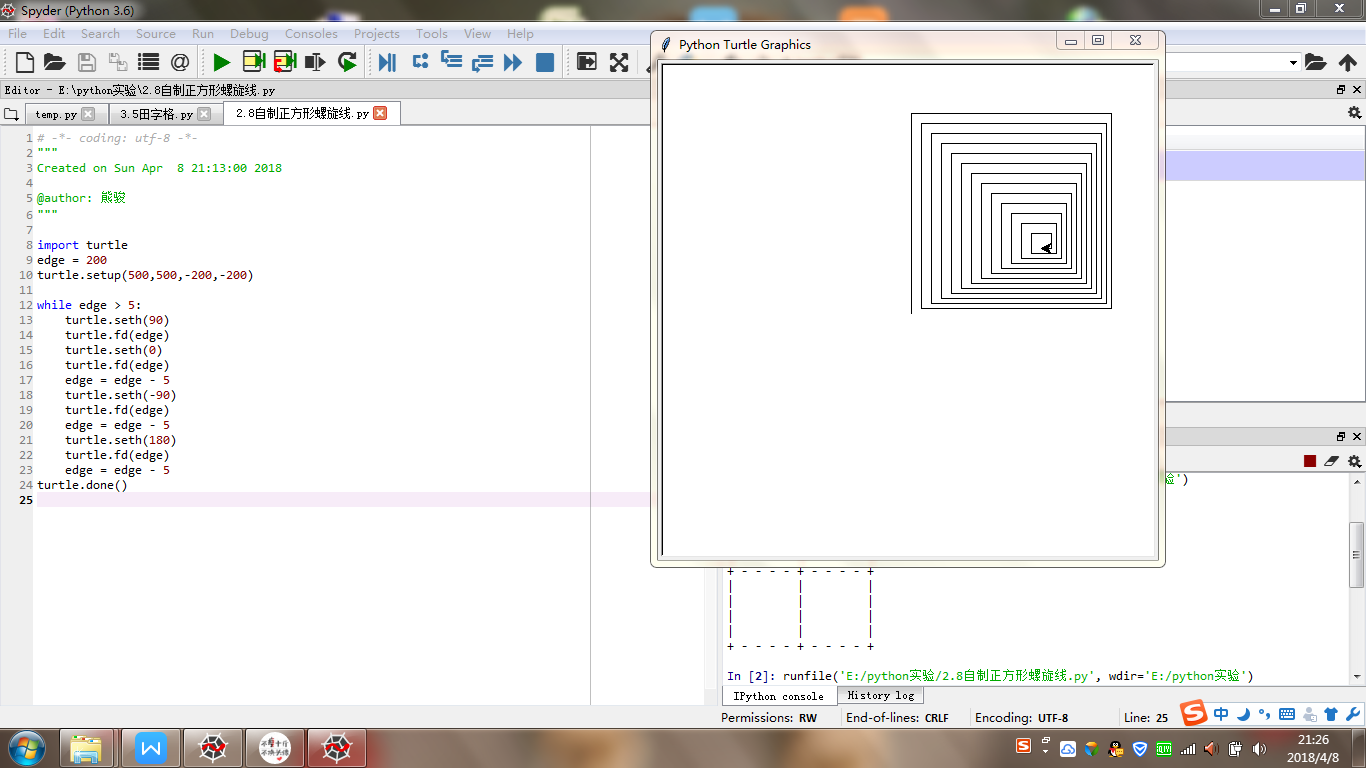 Spyder (Python 3.6)
File Edit Search Source Run Debug Consoles Projects Tools View Help
Python Turtle Graphics
Editor - E:\python实验\2.8自制正方形螺旋线.py
temp.py 3.5田字格.py 2.8自制正方形螺旋线.py
1 # -*- coding: utf-8 -*-
2 """
3 Created on Sun Apr  8 21:13:00 2018
4
5 @author: 熊骏
6 """
7
8 import turtle
9 edge = 200
10 turtle.setup(500,500,-200,-200)
11
12 while edge > 5:
13     turtle.seth(90)
14     turtle.fd(edge)
15     turtle.seth(0)
16     turtle.fd(edge)
17     edge = edge - 5
18     turtle.seth(-90)
19     turtle.fd(edge)
20     edge = edge - 5
21     turtle.seth(180)
22     turtle.fd(edge)
23     edge = edge - 5
24 turtle.done()
25
验')
+ - - - - + - - - - +
|         |         |
|         |         |
|         |         |
|         |         |
+ - - - - + - - - - +
In [2]: runfile('E:/python实验/2.8自制正方形螺旋线.py', wdir='E:/python实验')
IPython console History log
Permissions: RW End-of-lines: CRLF Encoding: UTF-8 Line: 25
中
21:26
2018/4/8